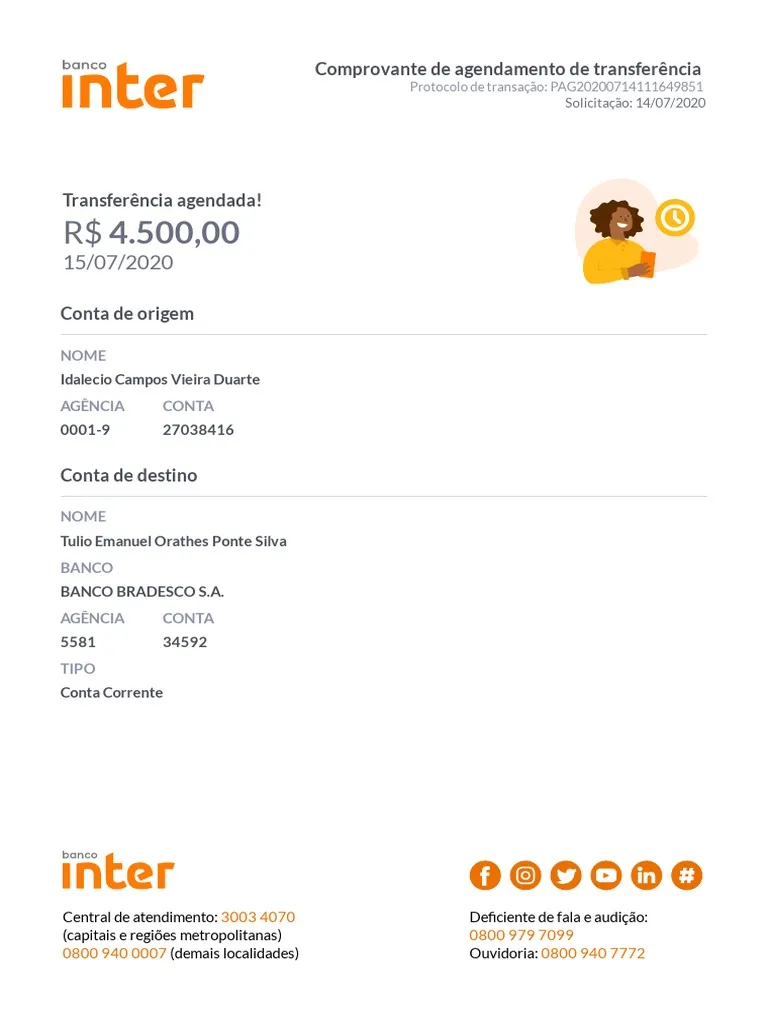 banco
inter
Comprovante de agendamento de transferência
Protocolo de transação: PAG20200714111649851
Solicitação: 14/07/2020
Transferência agendada!
R$ 4.500,00
15/07/2020
Conta de origem
NOME
Idalecio Campos Vieira Duarte
AGÊNCIA CONTA
0001-9 27038416
Conta de destino
NOME
Tulio Emanuel Orathes Ponte Silva
BANCO
BANCO BRADESCO S.A.
AGÊNCIA CONTA
5581 34592
TIPO
Conta Corrente
banco
inter
Central de atendimento: 3003 4070
(capitais e regiões metropolitanas)
0800 940 0007 (demais localidades)
Deficiente de fala e audição:
0800 979 7099
Ouvidoria: 0800 940 7772